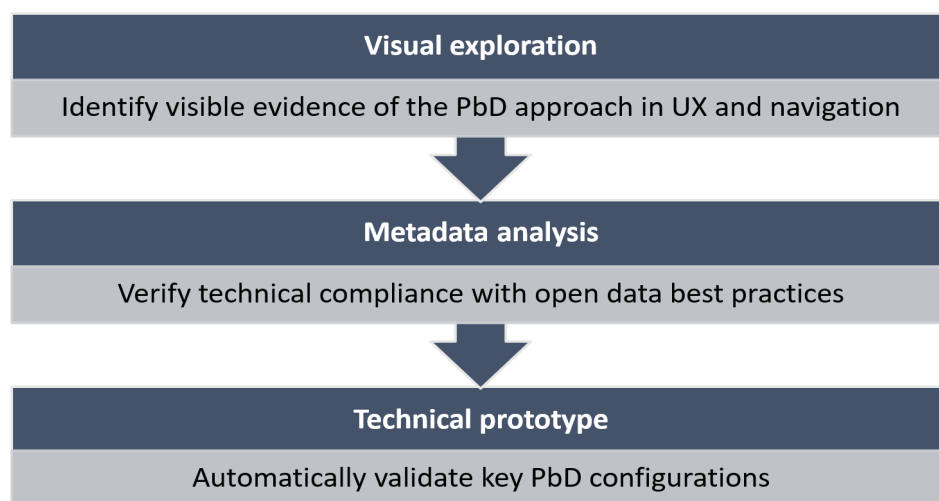 Visual exploration
Identify visible evidence of the PbD approach in UX and navigation
Metadata analysis
Verify technical compliance with open data best practices
Technical prototype
Automatically validate key PbD configurations